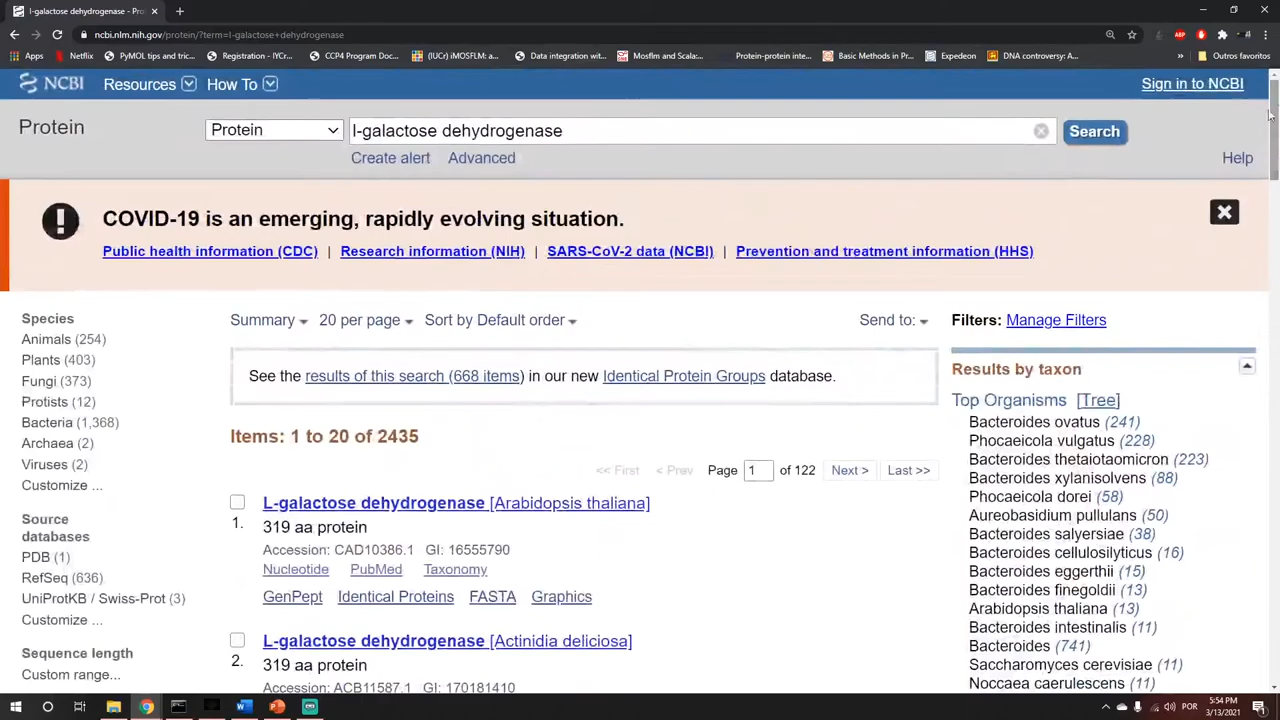 l-galactose dehydrogenase - Pro
ncbi.nlm.nih.gov/protein/?term=l-galactose+dehydrogenase
Apps
Netflix
PyMOL tips and tric...
Registration - IYCr...
CCP4 Program Doc...
(IUCr) iMOSFLM:...
Data integration wi...
Mosflm and Scala:...
Protein-protein inte...
Basic Methods in Pr...
Expedeon
DNA controversy:...
Outros favoritos
NCBI Resources How To Sign in to NCBI
Protein Protein l-galactose dehydrogenase Search
Create alert Advanced Help
COVID-19 is an emerging, rapidly evolving situation.
Public health information (CDC) | Research information (NIH) | SARS-CoV-2 data (NCBI) | Prevention and treatment information (HHS)
Species
Animals (254)
Plants (403)
Fungi (373)
Protists (12)
Bacteria (1,368)
Archaea (2)
Viruses (2)
Customize ...
Source
databases
PDB (1)
RefSeq (636)
UniProtKB / Swiss-Prot (3)
Customize ...
Sequence length
Custom range...
Summary 20 per page Sort by Default order Send to:
See the results of this search (668 items) in our new Identical Protein Groups database.
Items: 1 to 20 of 2435
<< First < Prev Page 1 of 122 Next > Last >>
L-galactose dehydrogenase [Arabidopsis thaliana]
1. 319 aa protein
Accession: CAD10386.1 GI: 16555790
Nucleotide PubMed Taxonomy
GenPept Identical Proteins FASTA Graphics
L-galactose dehydrogenase [Actinidia deliciosa]
2. 319 aa protein
Accession: ACB11587.1 GI: 170181410
Filters: Manage Filters
Results by taxon
Top Organisms [Tree]
Bacteroides ovatus (241)
Phocaeicola vulgatus (228)
Bacteroides thetaiotaomicron (223)
Bacteroides xylanisolvens (88)
Phocaeicola dorei (58)
Aureobasidium pullulans (50)
Bacteroides salyersiae (38)
Bacteroides cellulosilyticus (16)
Bacteroides eggerthii (15)
Bacteroides finegoldii (13)
Arabidopsis thaliana (13)
Bacteroides intestinalis (11)
Bacteroides (741)
Saccharomyces cerevisiae (11)
Noccaea caerulescens (11)
POR
5:54 PM
3/13/2021